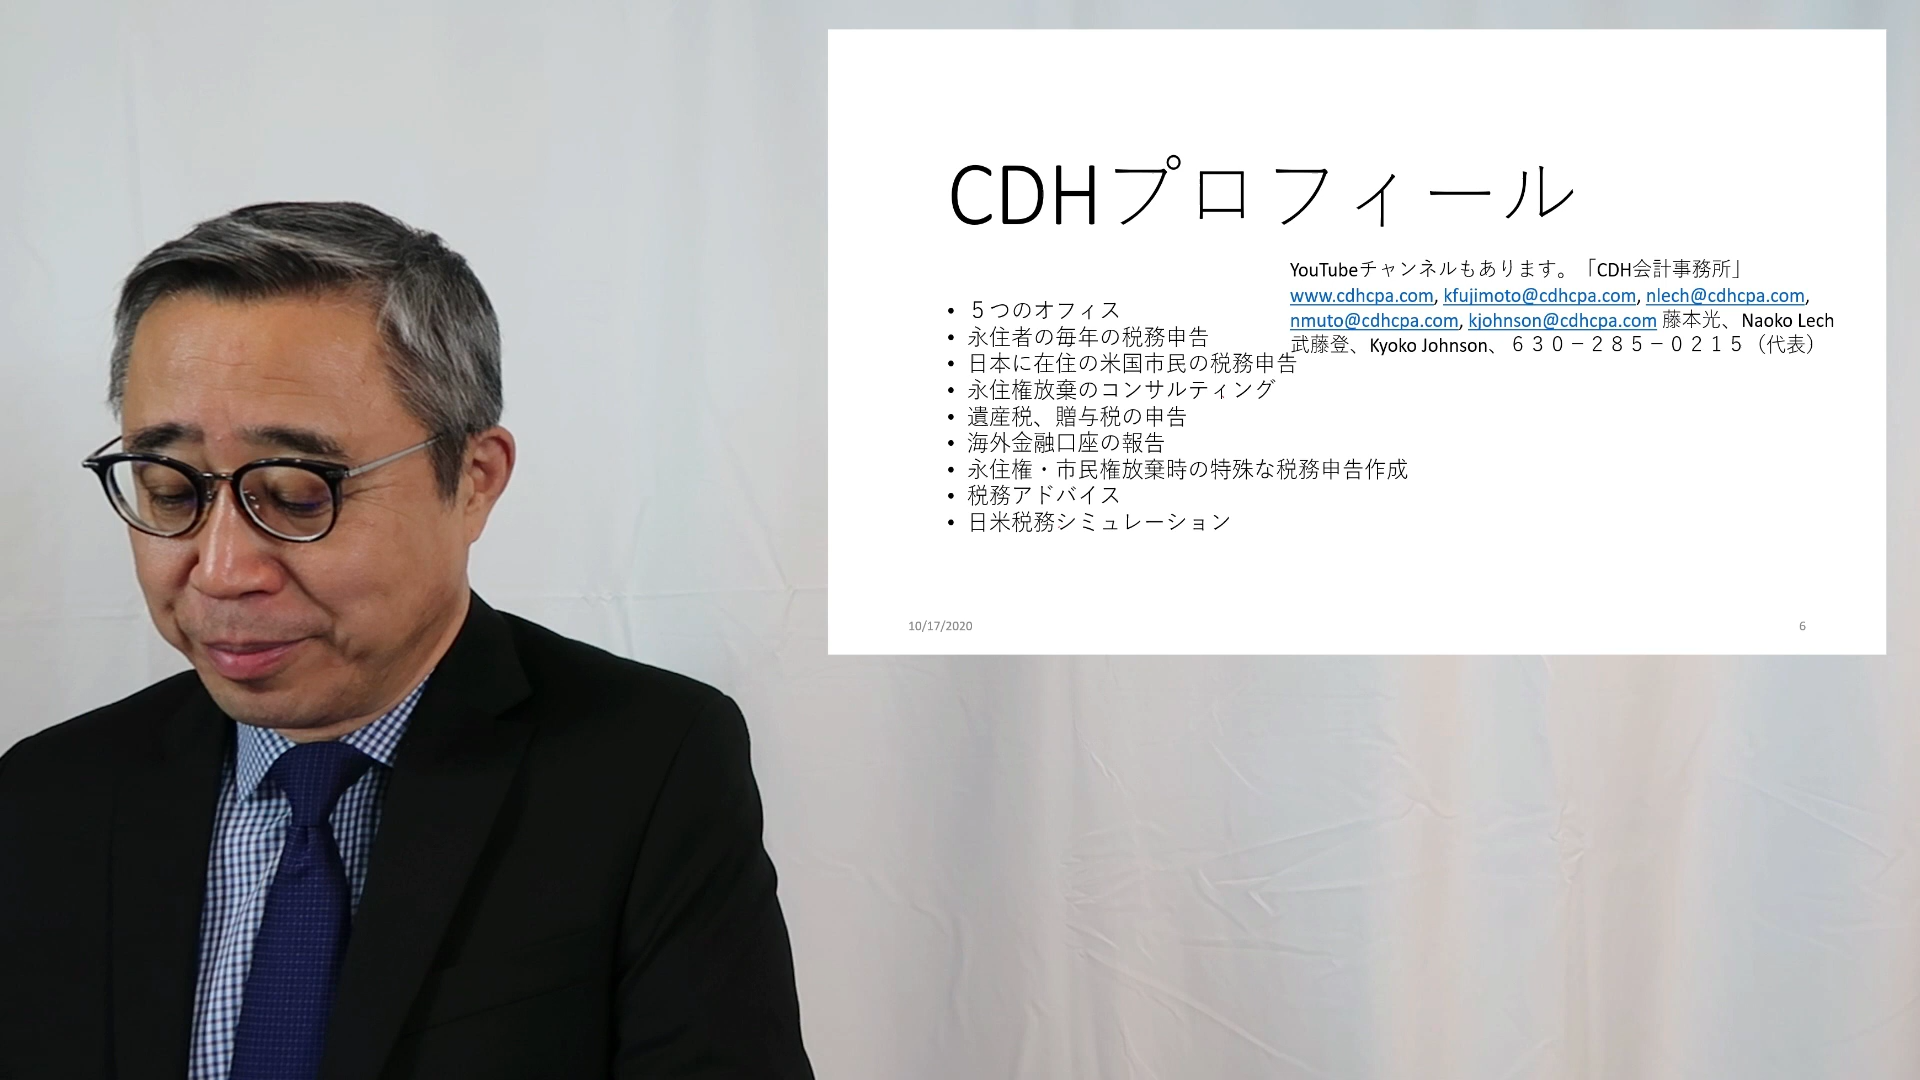 CDHプロフィール
YouTubeチャンネルもあります。「CDH会計事務所」
www.cdhcpa.com, kfujimoto@cdhcpa.com, nlech@cdhcpa.com,
nmuto@cdhcpa.com, kjohnson@cdhcpa.com 藤本光、Naoko Lech
武藤登、Kyoko Johnson、６３０－２８５－０２１５（代表）
• ５つのオフィス
• 永住者の毎年の税務申告
• 日本に在住の米国市民の税務申告
• 永住権放棄のコンサルティング
• 遺産税、贈与税の申告
• 海外金融口座の報告
• 永住権・市民権放棄時の特殊な税務申告作成
• 税務アドバイス
• 日米税務シミュレーション
10/17/2020
6